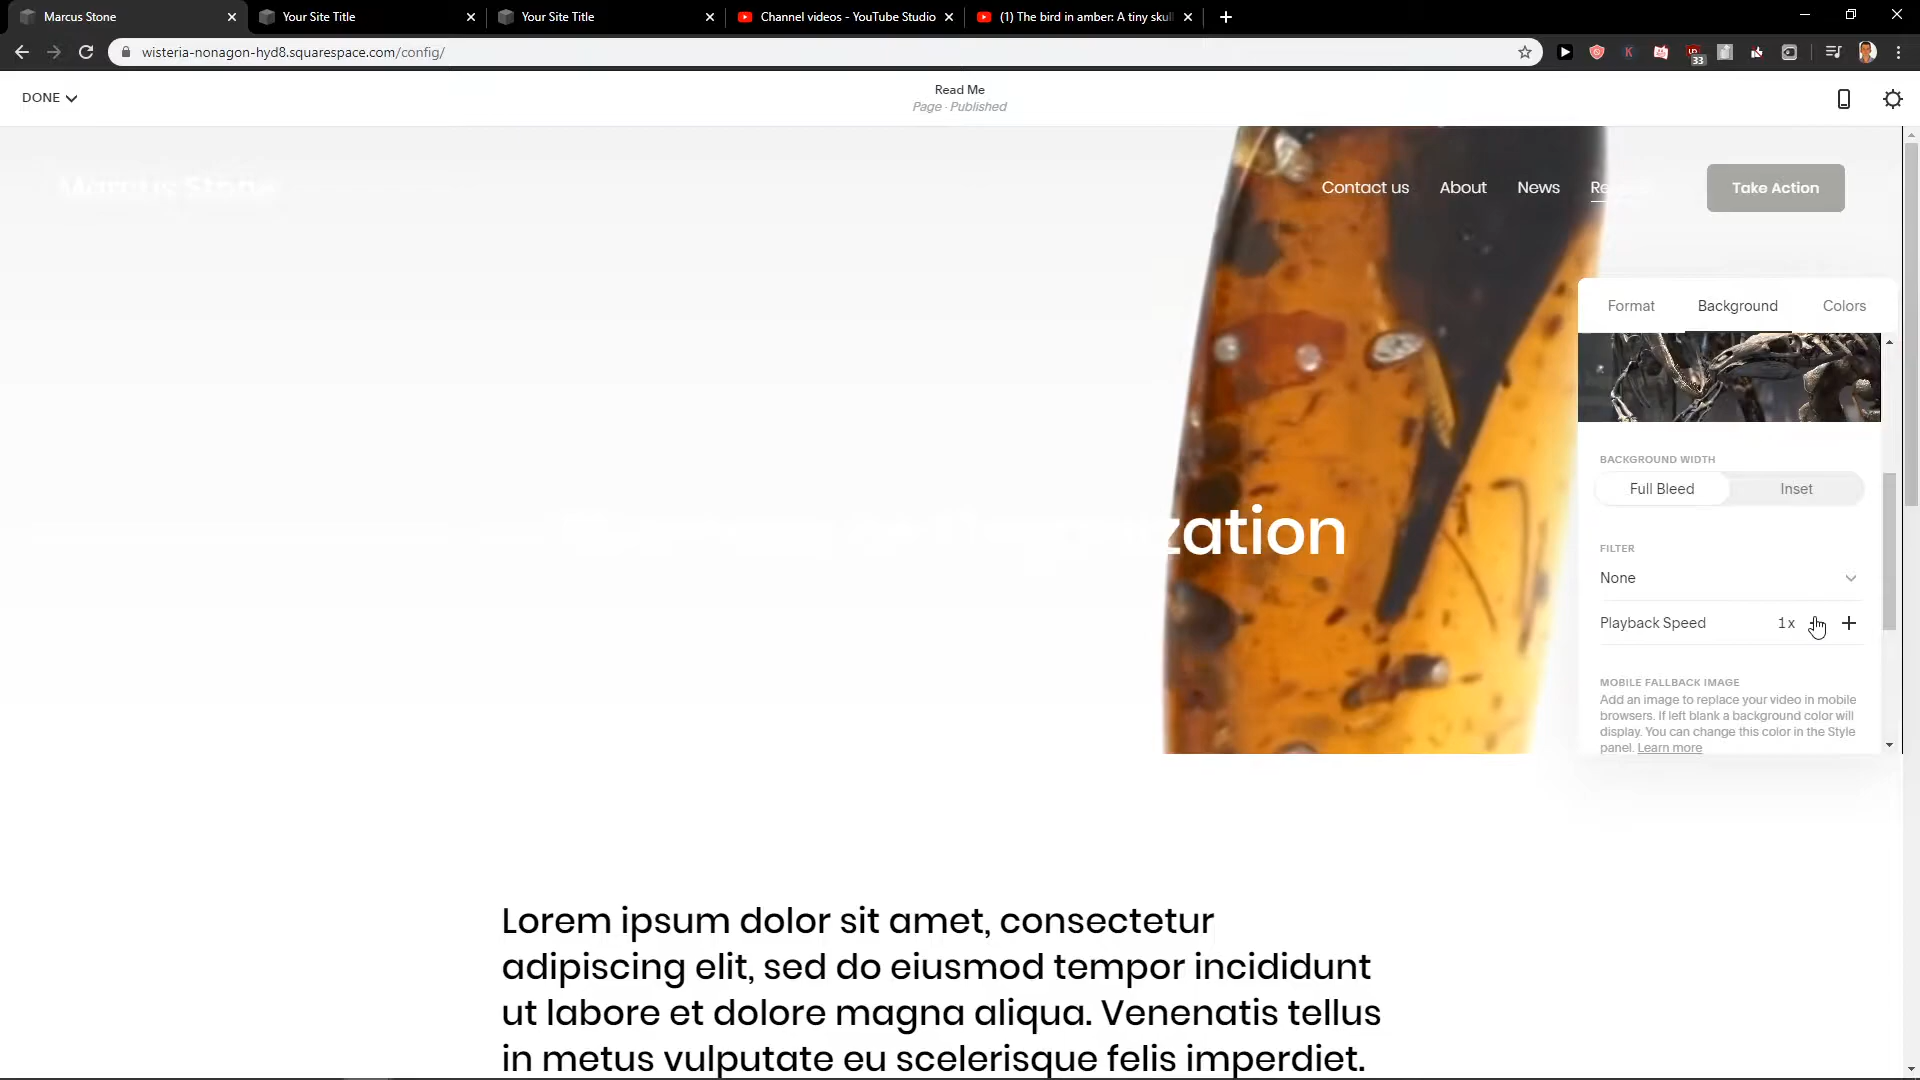 Marcus Stone
Your Site Title
Your Site Title
Channel videos - YouTube Studio
(1) The bird in amber: A tiny skul
wisteria-nonagon-hyd8.squarespace.com/config/
33
DONE
Read Me
Page · Published
Marcus Stone
Contact us
About
News
Take Action
Format
Background
Colors
BACKGROUND WIDTH
Full Bleed
Inset
FILTER
None
Playback Speed
1x
zation
MOBILE FALLBACK IMAGE
Add an image to replace your video in mobile
browsers. If left blank a background color will
display. You can change this color in the Style
panel. Learn more
Lorem ipsum dolor sit amet, consectetur
adipiscing elit, sed do eiusmod tempor incididunt
ut labore et dolore magna aliqua. Venenatis tellus
in metus vulputate eu scelerisque felis imperdiet.